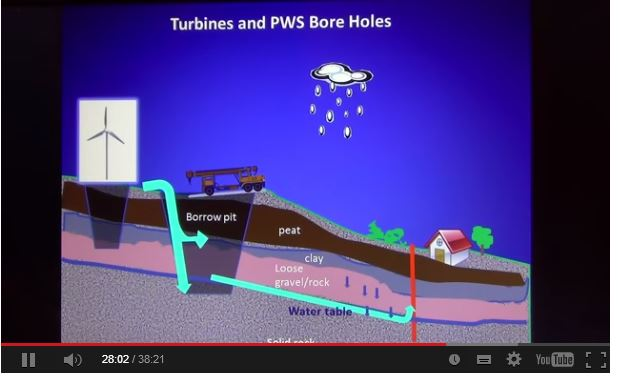 Turbines and PWS Bore Holes
Borrow pit
peat
clay
Loose
gravel/rock
Water table
Solid rock
28:02 / 38:21
YouTube